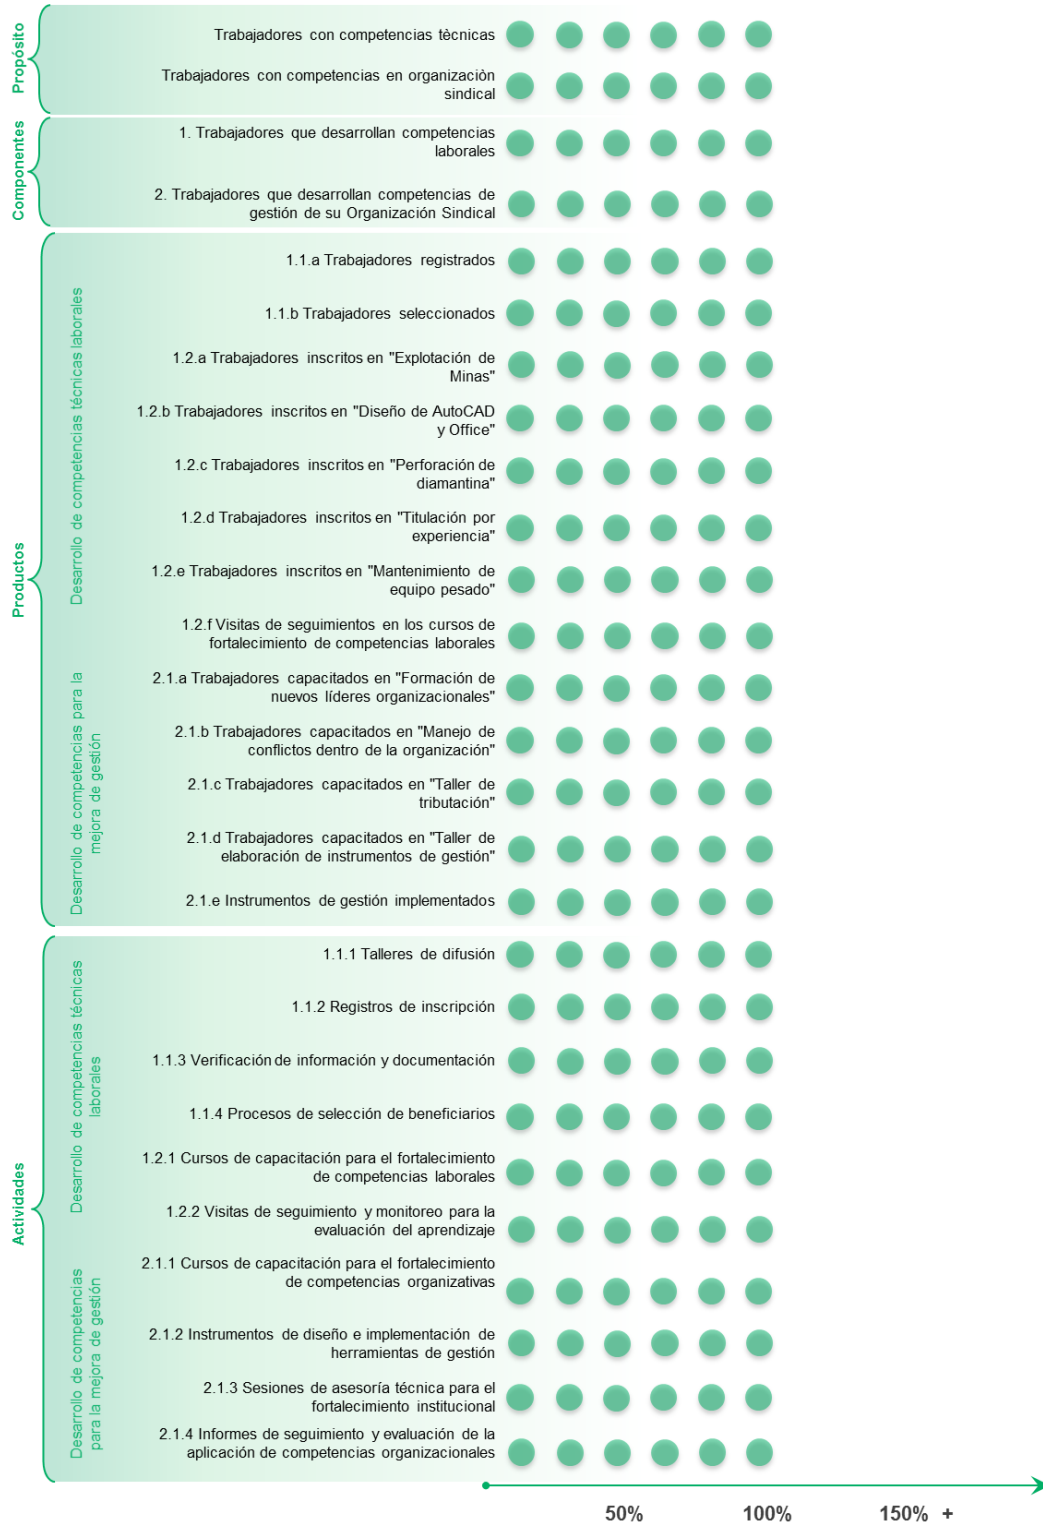 Propósito
Trabajadores con competencias tècnicas
Trabajadores con competencias en organizaciòn
sindical
Componentes
1. Trabajadores que desarrollan competencias
laborales
2. Trabajadores que desarrollan competencias de
gestión de su Organización Sindical
Productos
Desarrollo de competencias técnicas laborales
1.1.a Trabajadores registrados
1.1.b Trabajadores seleccionados
1.2.a Trabajadores inscritos en "Explotación de
Minas"
1.2.b Trabajadores inscritos en "Diseño de AutoCAD
y Office"
1.2.c Trabajadores inscritos en "Perforación de
diamantina"
1.2.d Trabajadores inscritos en "Titulación por
experiencia"
1.2.e Trabajadores inscritos en "Mantenimiento de
equipo pesado"
1.2.f Visitas de seguimientos en los cursos de
fortalecimiento de competencias laborales
Desarrollo de competencias para la
mejora de gestión
2.1.a Trabajadores capacitados en "Formación de
nuevos líderes organizacionales"
2.1.b Trabajadores capacitados en "Manejo de
conflictos dentro de la organización"
2.1.c Trabajadores capacitados en "Taller de
tributación"
2.1.d Trabajadores capacitados en "Taller de
elaboración de instrumentos de gestión"
2.1.e Instrumentos de gestión implementados
Actividades
Desarrollo de competencias técnicas
laborales
1.1.1 Talleres de difusión
1.1.2 Registros de inscripción
1.1.3 Verificación de información y documentación
1.1.4 Procesos de selección de beneficiarios
1.2.1 Cursos de capacitación para el fortalecimiento
de competencias laborales
1.2.2 Visitas de seguimiento y monitoreo para la
evaluación del aprendizaje
Desarrollo de competencias
para la mejora de gestión
2.1.1 Cursos de capacitación para el fortalecimiento
de competencias organizativas
2.1.2 Instrumentos de diseño e implementación de
herramientas de gestión
2.1.3 Sesiones de asesoría técnica para el
fortalecimiento institucional
2.1.4 Informes de seguimiento y evaluación de la
aplicación de competencias organizacionales
50% 100% 150% +